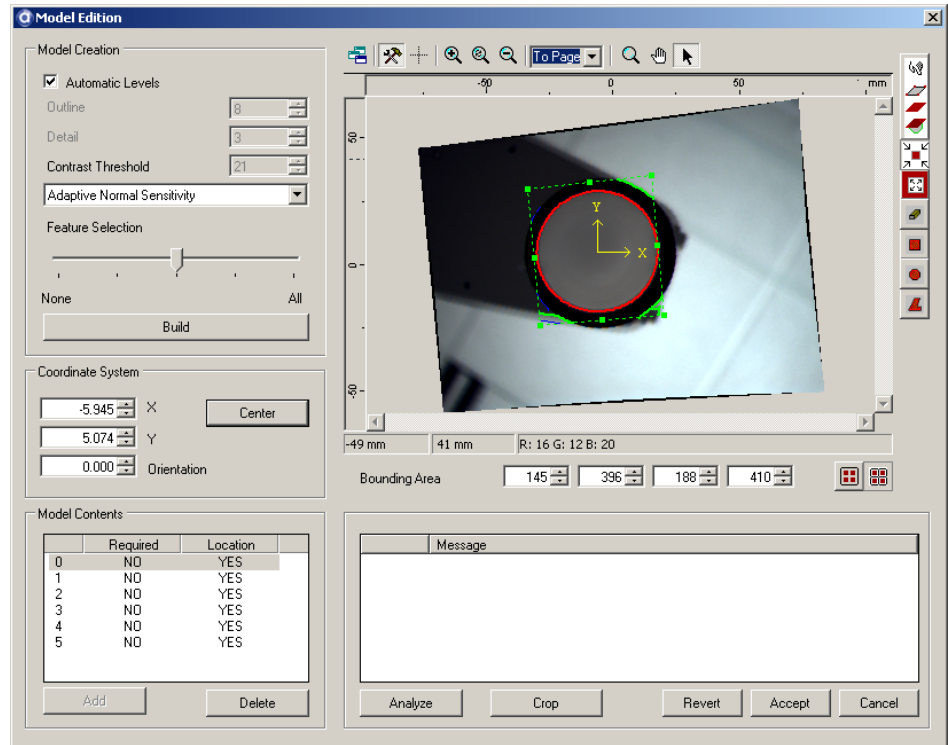 Model Edition
Model Creation
Automatic Levels
Outline 8
Detail 3
Contrast Threshold 21
Adaptive Normal Sensitivity
Feature Selection
None All
Build
Coordinate System
-5.945 X
Center
5.074 Y
0.000 Orientation
Model Contents
Required Location
0 NO YES
1 NO YES
2 NO YES
3 NO YES
4 NO YES
5 NO YES
Add Delete
To Page
-50 0 50 mm
50
0
-50
Y
X
-49 mm 41 mm R: 16 G: 12 B: 20
Bounding Area 145 396 188 410
Message
Analyze Crop Revert Accept Cancel